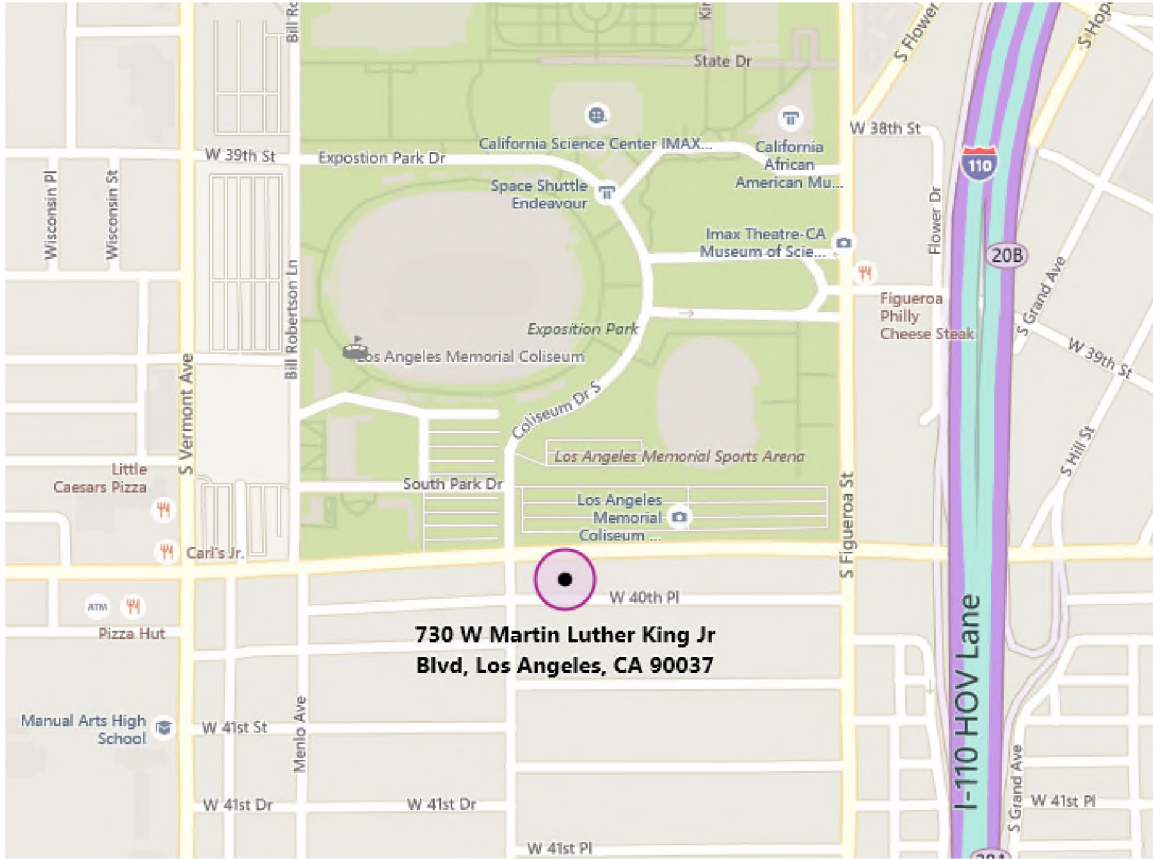 Bill Ro
Kin
S Flower
S Hop
State Dr
California Science Center IMAX...
W 38th St
California
African
American Mu...
110
W 39th St
Expostion Park Dr
Space Shuttle
Endeavour
Wisconsin Pl
Wisconsin St
Flower Dr
Imax Theatre-CA
Museum of Scie...
20B
S Grand Ave
Bill Robertson Ln
Figueroa
Philly
Cheese Steak
Exposition Park
Los Angeles Memorial Coliseum
W 39th St
S Vermont Ave
Coliseum Dr S
S Hill St
Los Angeles Memorial Sports Arena
Little
Caesars Pizza
South Park Dr
Los Angeles
Memorial
Coliseum ...
S Figueroa St
Carl's Jr.
ATM
Pizza Hut
W 40th Pl
730 W Martin Luther King Jr
Blvd, Los Angeles, CA 90037
I-110 HOV Lane
Manual Arts High
School
W 41st St
Menlo Ave
W 41st Dr
W 41st Dr
S Grand Ave
W 41st Pl
W 41st Pl
20A